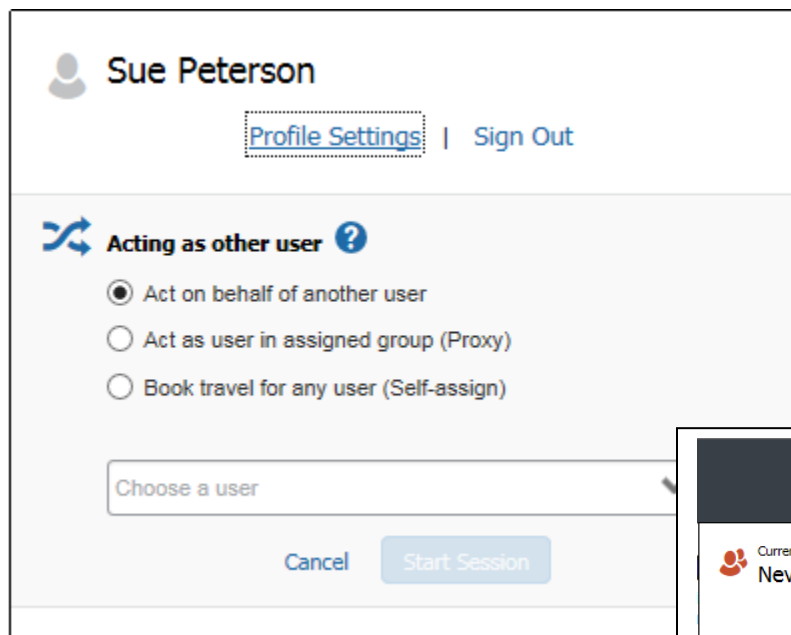 Sue Peterson
Profile Settings | Sign Out
Acting as other user ?
Act on behalf of another user
Act as user in assigned group (Proxy)
Book travel for any user (Self-assign)
Choose a user
Cancel Start Session